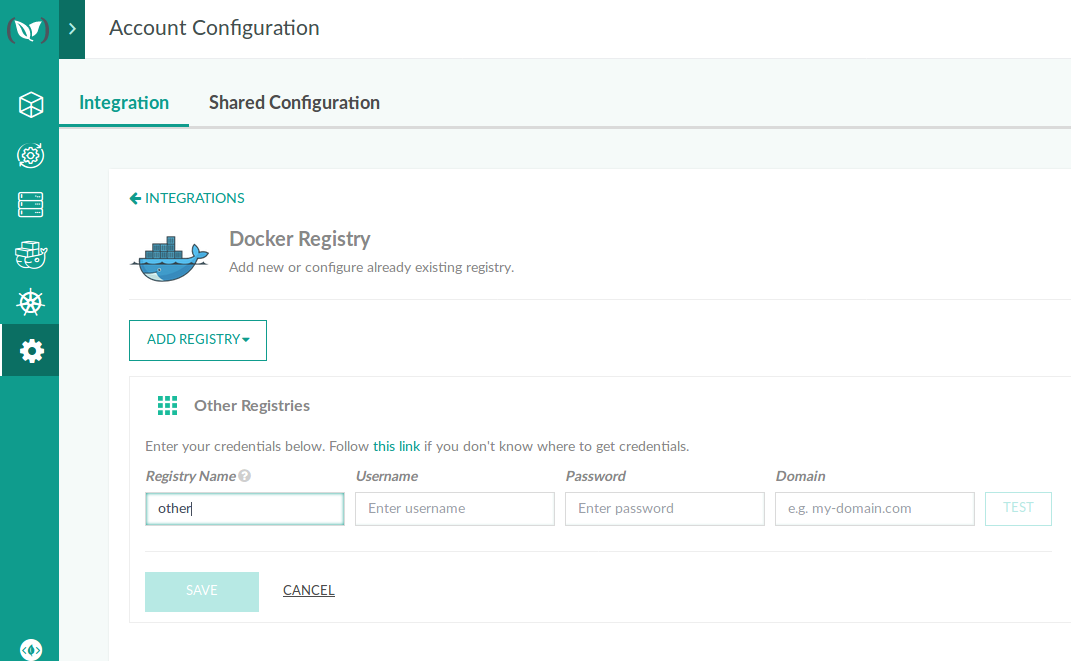 Account Configuration
Integration Shared Configuration
INTEGRATIONS
Docker Registry
Add new or configure already existing registry.
ADD REGISTRY
Other Registries
Enter your credentials below. Follow this link if you don't know where to get credentials.
Registry Name ? Username Password Domain
other Enter username Enter password e.g. my-domain.com TEST
SAVE CANCEL